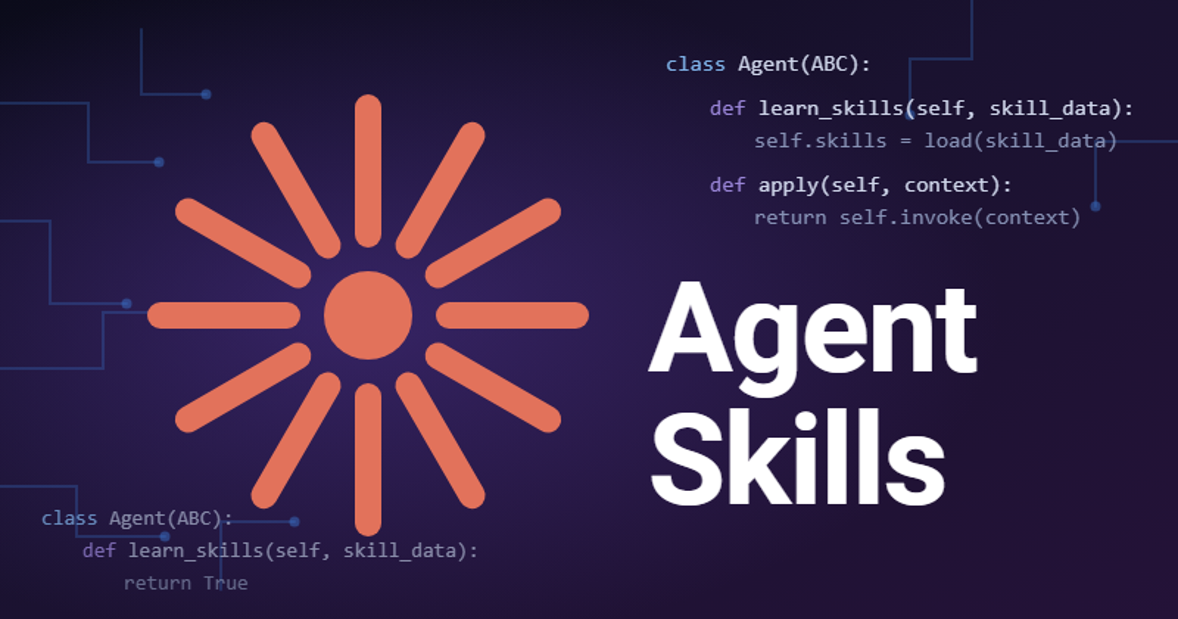 class Agent(ABC):
def learn_skills(self, skill_data):
self.skills = load(skill_data)
def apply(self, context):
return self.invoke(context)
Agent
Skills
class Agent(ABC):
def learn_skills(self, skill_data):
return True